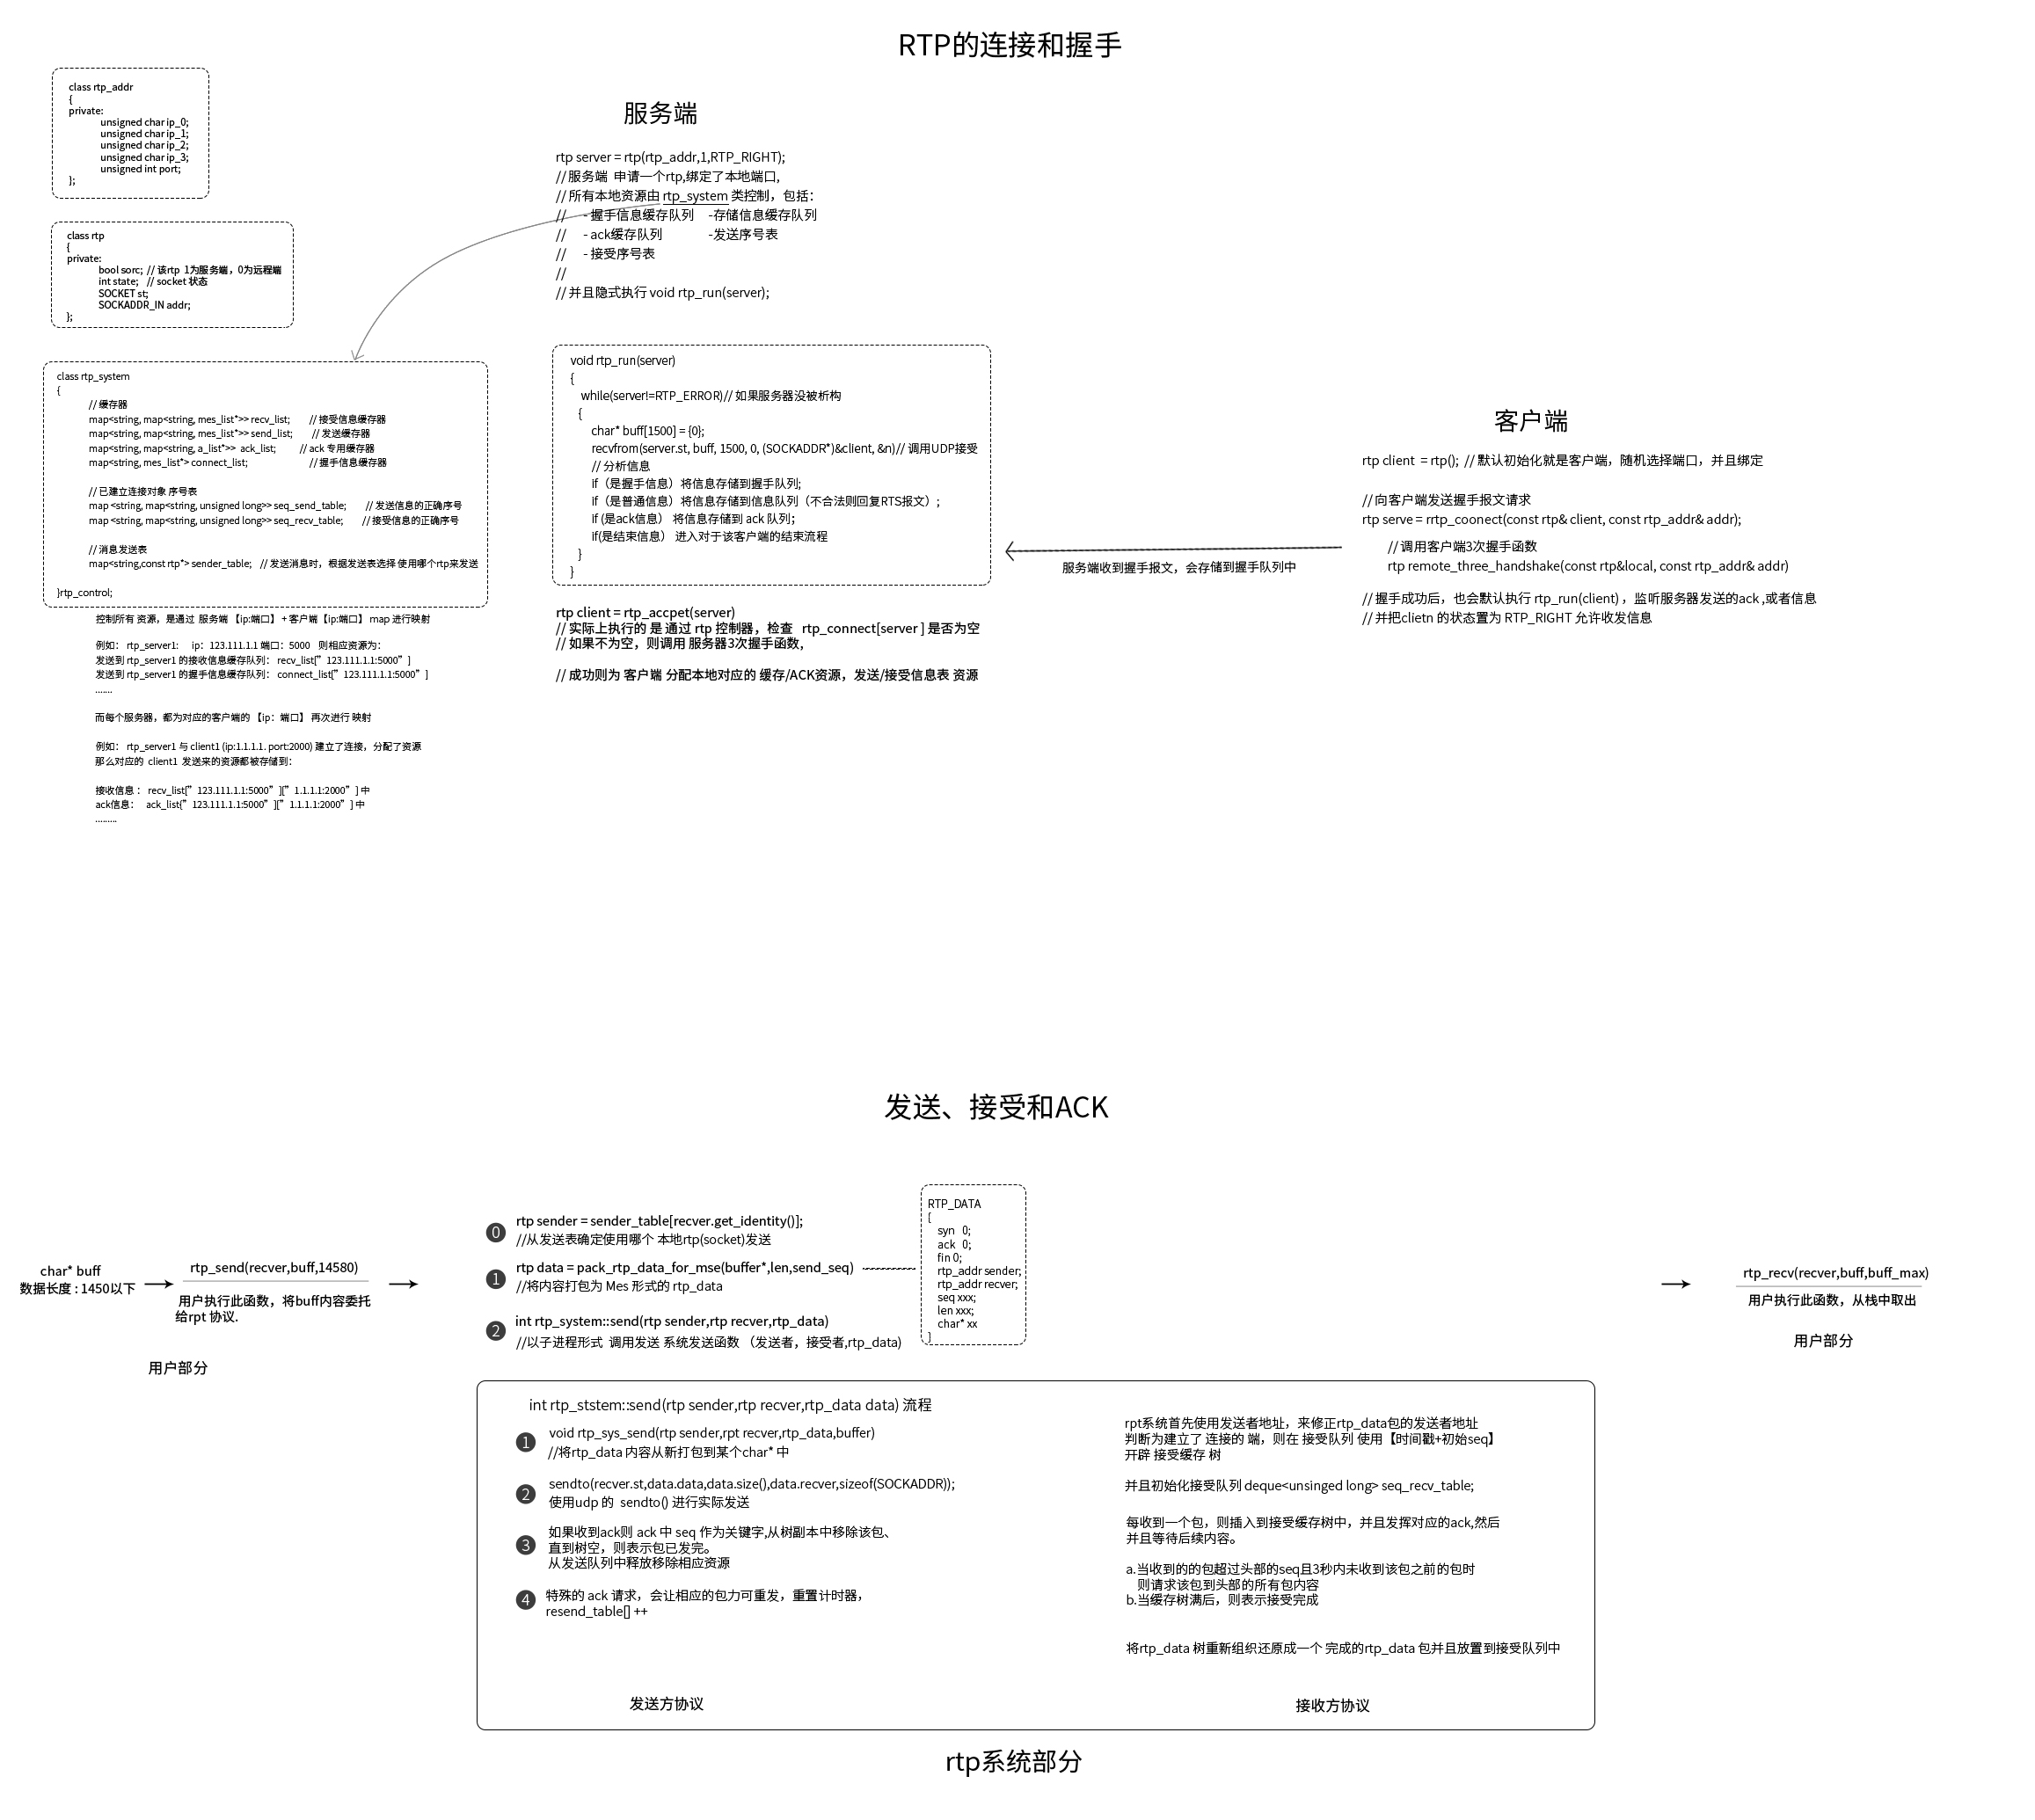 RTP的连接和握手
class rtp_addr
{
private:
unsigned char ip_0;
unsigned char ip_1;
unsigned char ip_2;
unsigned char ip_3;
unsigned int port;
};
class rtp
{
private:
bool sorc; // 该rtp 1为服务端，0为远程端
int state; // socket 状态
SOCKET st;
SOCKADDR_IN addr;
};
服务端
rtp server = rtp(rtp_addr,1,RTP_RIGHT);
// 服务端 申请一个rtp,绑定了本地端口,
// 所有本地资源由 rtp_system 类控制，包括：
// - 握手信息缓存队列 -存储信息缓存队列
// - ack缓存队列 -发送序号表
// - 接受序号表
//
// 并且隐式执行 void rtp_run(server);
class rtp_system
{
// 缓存器
map<string, map<string, mes_list*>> recv_list; // 接受信息缓存器
map<string, map<string, mes_list*>> send_list; // 发送缓存器
map<string, map<string, a_list*>> ack_list; // ack 专用缓存器
map<string, mes_list*> connect_list; // 握手信息缓存器
// 已建立连接对象 序号表
map <string, map<string, unsigned long>> seq_send_table; // 发送信息的正确序号
map <string, map<string, unsigned long>> seq_recv_table; // 接受信息的正确序号
// 消息发送表
map<string,const rtp*> sender_table; // 发送消息时，根据发送表选择 使用哪个rtp来发送
}rtp_control;
控制所有 资源，是通过 服务端 【ip:端口】 + 客户端【ip:端口】 map 进行映射
例如： rtp_server1: ip：123.111.1.1 端口：5000 则相应资源为：
发送到 rtp_server1 的接收信息缓存队列： recv_list[”123.111.1.1:5000”]
发送到 rtp_server1 的握手信息缓存队列： connect_list[”123.111.1.1:5000”]
.......
而每个服务器，都为对应的客户端的 【ip：端口】 再次进行 映射
例如： rtp_server1 与 client1 (ip:1.1.1.1. port:2000) 建立了连接，分配了资源
那么对应的 client1 发送来的资源都被存储到：
接收信息 ： recv_list[”123.111.1.1:5000”][”1.1.1.1:2000”] 中
ack信息： ack_list{”123.111.1.1:5000”][”1.1.1.1:2000”] 中
.........
void rtp_run(server)
{
while(server!=RTP_ERROR)// 如果服务器没被析构
{
char* buff[1500] = {0};
recvfrom(server.st, buff, 1500, 0, (SOCKADDR*)&client, &n)// 调用UDP接受
// 分析信息
if（是握手信息）将信息存储到握手队列;
if（是普通信息）将信息存储到信息队列（不合法则回复RTS报文）;
if (是ack信息） 将信息存储到 ack 队列；
if(是结束信息） 进入对于该客户端的结束流程
}
}
rtp client = rtp_accpet(server)
// 实际上执行的 是 通过 rtp 控制器，检查 rtp_connect[server ] 是否为空
// 如果不为空，则调用 服务器3次握手函数,
// 成功则为 客户端 分配本地对应的 缓存/ACK资源，发送/接受信息表 资源
服务端收到握手报文，会存储到握手队列中
客户端
rtp client = rtp(); // 默认初始化就是客户端，随机选择端口，并且绑定
// 向客户端发送握手报文请求
rtp serve = rrtp_coonect(const rtp& client, const rtp_addr& addr);
// 调用客户端3次握手函数
rtp remote_three_handshake(const rtp&local, const rtp_addr& addr)
// 握手成功后，也会默认执行 rtp_run(client) ，监听服务器发送的ack ,或者信息
// 并把clietn 的状态置为 RTP_RIGHT 允许收发信息
发送、接受和ACK
char* buff
数据长度 : 1450以下
rtp_send(recver,buff,14580)
用户执行此函数，将buff内容委托
给rpt 协议.
用户部分
0 rtp sender = sender_table[recver.get_identity()];
//从发送表确定使用哪个 本地rtp(socket)发送
1 rtp data = pack_rtp_data_for_mse(buffer*,len,send_seq)
//将内容打包为 Mes 形式的 rtp_data
2 int rtp_system::send(rtp sender,rtp recver,rtp_data)
//以子进程形式 调用发送 系统发送函数 （发送者，接受者,rtp_data)
RTP_DATA
{
syn 0;
ack 0;
fin 0;
rtp_addr sender;
rtp_addr recver;
seq xxx;
len xxx;
char* xx
}
rtp_recv(recver,buff,buff_max)
用户执行此函数，从栈中取出
用户部分
int rtp_ststem::send(rtp sender,rtp recver,rtp_data data) 流程
1 void rtp_sys_send(rtp sender,rpt recver,rtp_data,buffer)
//将rtp_data 内容从新打包到某个char* 中
2 sendto(recver.st,data.data,data.size(),data.recver,sizeof(SOCKADDR));
使用udp 的 sendto() 进行实际发送
3 如果收到ack则 ack 中 seq 作为关键字,从树副本中移除该包、
直到树空，则表示包已发完。
从发送队列中释放移除相应资源
4 特殊的 ack 请求，会让相应的包力可重发，重置计时器，
resend_table[] ++
发送方协议
rpt系统首先使用发送者地址，来修正rtp_data包的发送者地址
判断为建立了 连接的 端，则在 接受队列 使用【时间戳+初始seq】
开辟 接受缓存 树
并且初始化接受队列 deque<unsinged long> seq_recv_table;
每收到一个包，则插入到接受缓存树中，并且发挥对应的ack,然后
并且等待后续内容。
a.当收到的的包超过头部的seq且3秒内未收到该包之前的包时
则请求该包到头部的所有包内容
b.当缓存树满后，则表示接受完成
将rtp_data 树重新组织还原成一个 完成的rtp_data 包并且放置到接受队列中
接收方协议
rtp系统部分